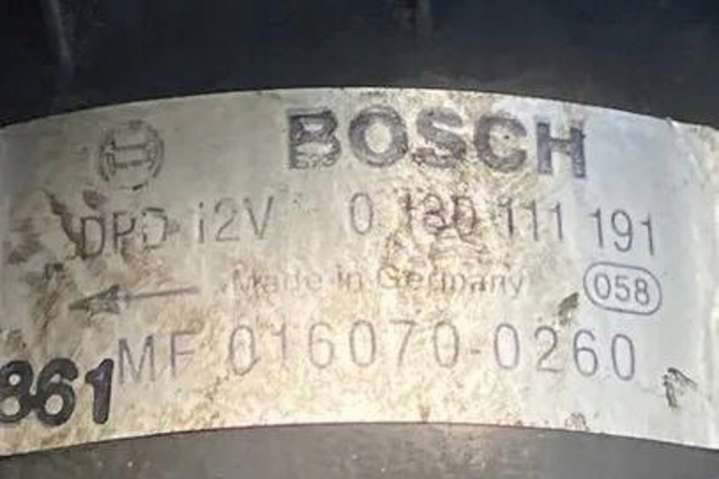 BOSCH
DPD 12V 0 130 111 191
Made in Germany 058
MF 016070-0260
861